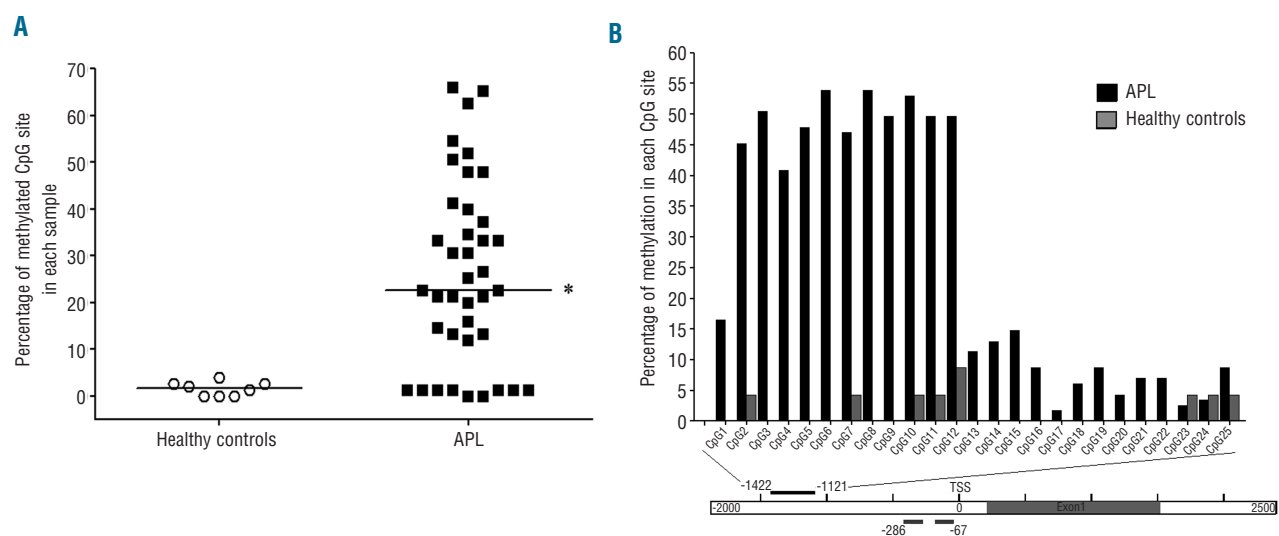 A
Percentage of methylated CpG site
in each sample
70
60
50
40
30
20
10
0
*
Healthy controls
APL
B
Percentage of methylation in each CpG site
60
55
50
45
40
35
30
25
20
15
10
5
0
APL
Healthy controls
CpG1
CpG2
CpG3
CpG4
CpG5
CpG6
CpG7
CpG8
CpG9
CpG10
CpG11
CpG12
CpG13
CpG14
CpG15
CpG16
CpG17
CpG18
CpG19
CpG20
CpG21
CpG22
CpG23
CpG24
CpG25
-1422
-1121
TSS
-2000
0
Exon1
2500
-286
-67